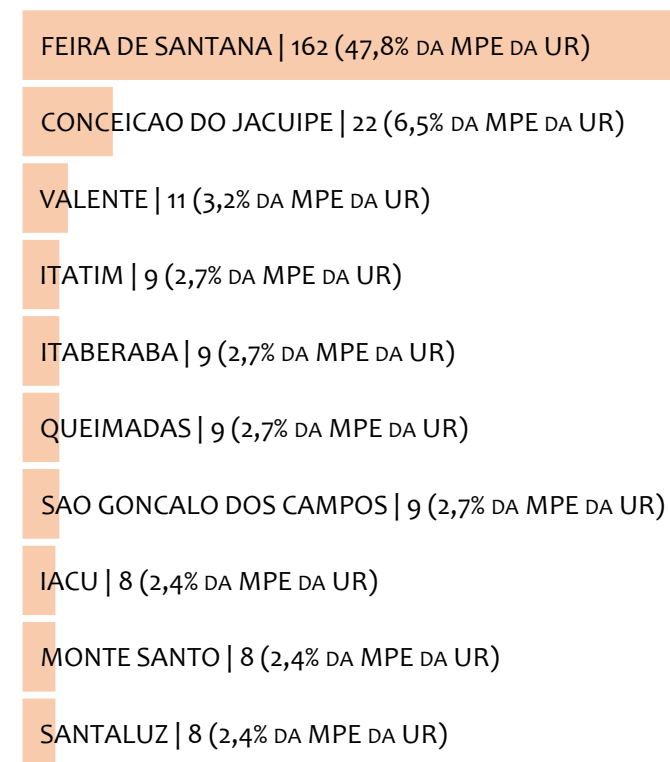 FEIRA DE SANTANA | 162 (47,8% DA MPE DA UR)
CONCEICAO DO JACUIPE | 22 (6,5% DA MPE DA UR)
VALENTE | 11 (3,2% DA MPE DA UR)
ITATIM | 9 (2,7% DA MPE DA UR)
ITABERABA | 9 (2,7% DA MPE DA UR)
QUEIMADAS | 9 (2,7% DA MPE DA UR)
SAO GONCALO DOS CAMPOS | 9 (2,7% DA MPE DA UR)
IACU | 8 (2,4% DA MPE DA UR)
MONTE SANTO | 8 (2,4% DA MPE DA UR)
SANTALUZ | 8 (2,4% DA MPE DA UR)